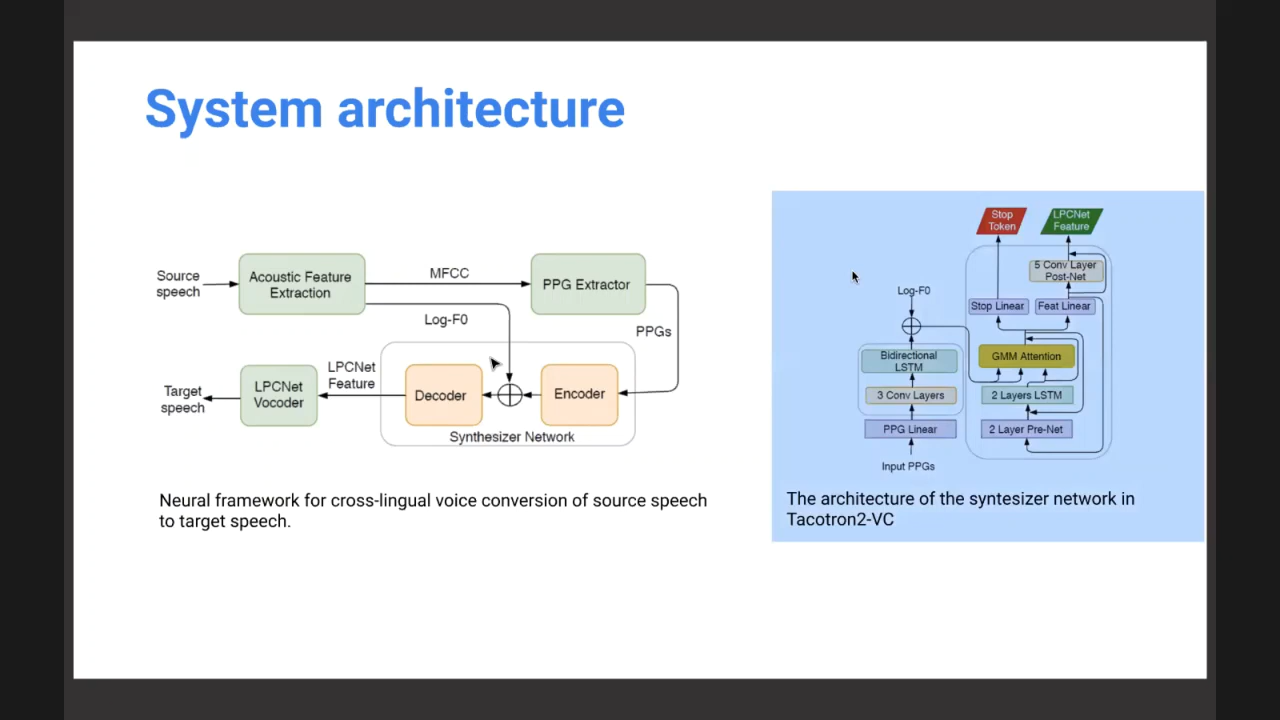 System architecture
Source
speech
Acoustic Feature
Extraction
MFCC
PPG Extractor
Log-F0
PPGs
Target
speech
LPCNet
Vocoder
LPCNet
Feature
Decoder
Encoder
Synthesizer Network
Neural framework for cross-lingual voice conversion of source speech
to target speech.
Stop
Token
LPCNet
Feature
5 Conv Layer
Post-Net
Log-F0
Stop Linear
Feat Linear
Bidirectional
LSTM
GMM Attention
3 Conv Layers
2 Layers LSTM
PPG Linear
2 Layer Pre-Net
Input PPGs
The architecture of the syntesizer network in
Tacotron2-VC